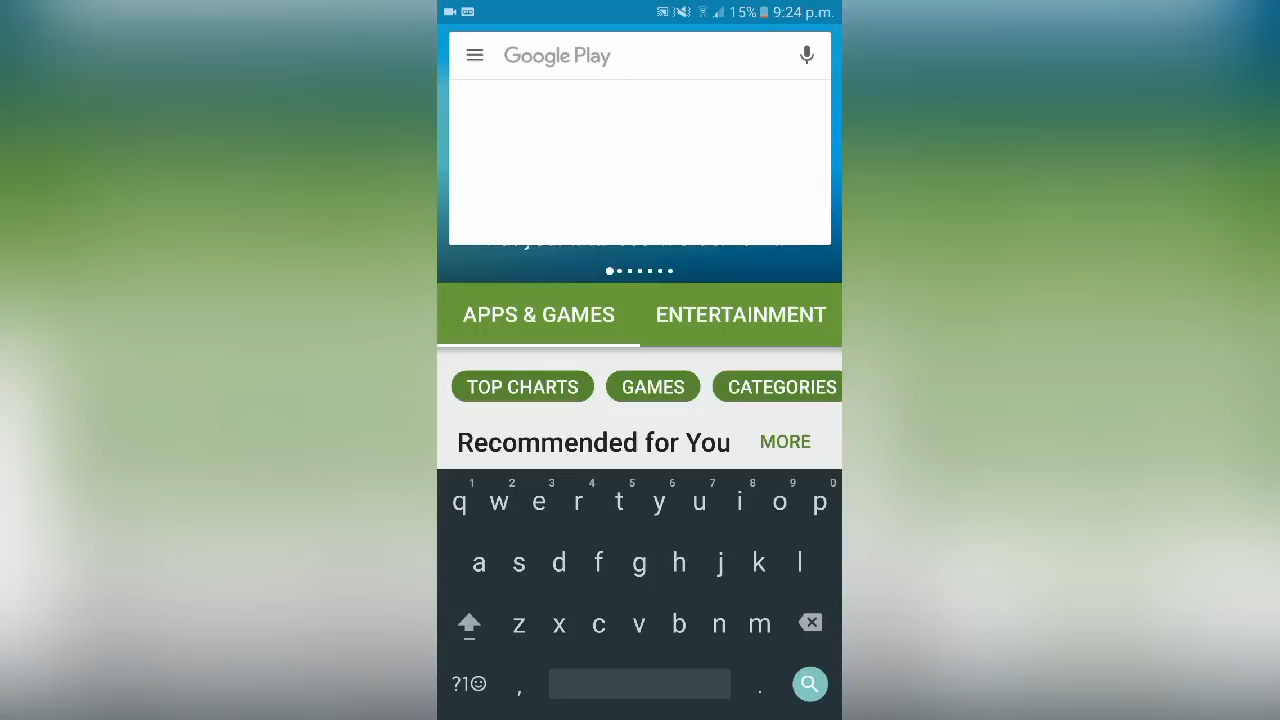 15% 9:24 p.m.
Google Play
APPS & GAMES ENTERTAINMENT
TOP CHARTS GAMES CATEGORIES
Recommended for You MORE
1 2 3 4 5 6 7 8 9 0
q w e r t y u i o p
a s d f g h j k l
z x c v b n m
?1☺ , .